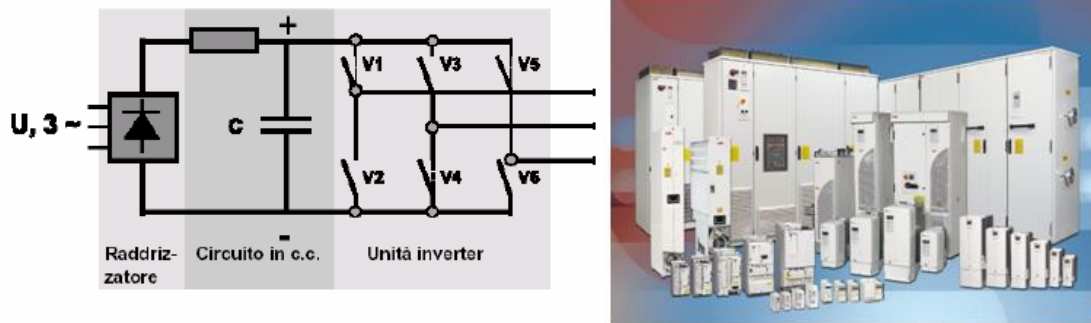 +
V1
V3
V5
U, 3 ~
C
V2
V4
V6
-
Raddriz-
zatore
Circuito in c.c.
Unità inverter